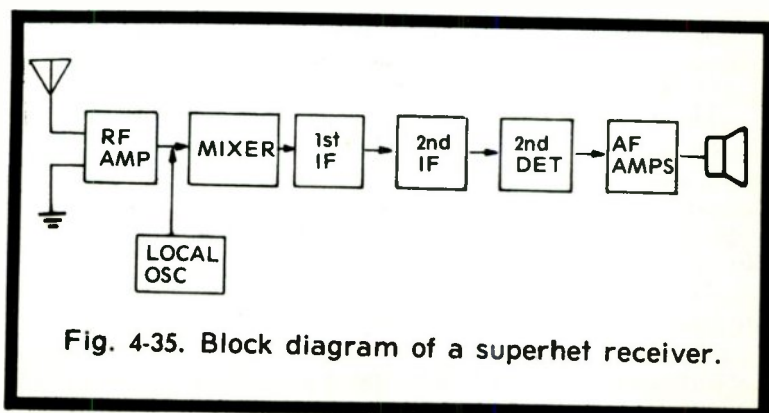 RF
AMP
MIXER
1st
IF
2nd
IF
2nd
DET
AF
AMPS
LOCAL
OSC
Fig. 4-35. Block diagram of a superhet receiver.